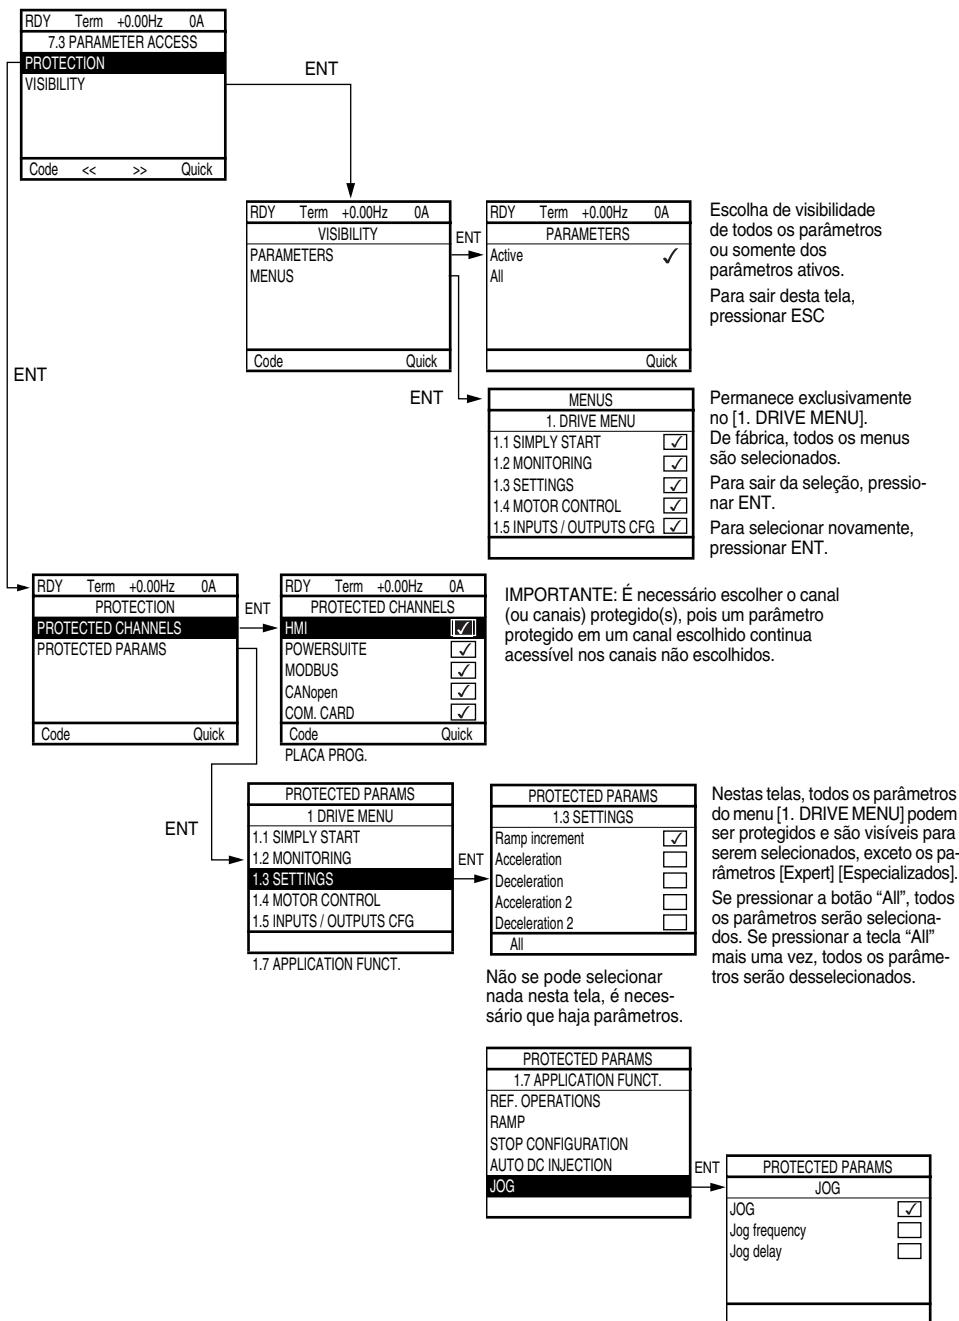 RDY Term +0.00Hz 0A
7.3 PARAMETER ACCESS
PROTECTION
VISIBILITY
Code << >> Quick
ENT
RDY Term +0.00Hz 0A
VISIBILITY
PARAMETERS
MENUS
Code Quick
ENT
RDY Term +0.00Hz 0A
PARAMETERS
Active ✓
All
Quick
Escolha de visibilidade
de todos os parâmetros
ou somente dos
parâmetros ativos.
Para sair desta tela,
pressionar ESC
ENT
ENT
MENUS
1. DRIVE MENU
1.1 SIMPLY START ✓
1.2 MONITORING ✓
1.3 SETTINGS ✓
1.4 MOTOR CONTROL ✓
1.5 INPUTS / OUTPUTS CFG ✓
Permanece exclusivamente
no [1. DRIVE MENU].
De fábrica, todos os menus
são selecionados.
Para sair da seleção, pressio-
nar ENT.
Para selecionar novamente,
pressionar ENT.
RDY Term +0.00Hz 0A
PROTECTION
PROTECTED CHANNELS
PROTECTED PARAMS
Code Quick
ENT
RDY Term +0.00Hz 0A
PROTECTED CHANNELS
HMI ✓
POWERSUITE ✓
MODBUS ✓
CANopen ✓
COM. CARD ✓
Code Quick
PLACA PROG.
IMPORTANTE: É necessário escolher o canal
(ou canais) protegido(s), pois um parâmetro
protegido em um canal escolhido continua
acessível nos canais não escolhidos.
ENT
PROTECTED PARAMS
1 DRIVE MENU
1.1 SIMPLY START
1.2 MONITORING
1.3 SETTINGS
1.4 MOTOR CONTROL
1.5 INPUTS / OUTPUTS CFG
1.7 APPLICATION FUNCT.
ENT
PROTECTED PARAMS
1.3 SETTINGS
Ramp increment ✓
Acceleration
Deceleration
Acceleration 2
Deceleration 2
All
Não se pode selecionar
nada nesta tela, é neces-
sário que haja parâmetros.
Nestas telas, todos os parâmetros
do menu [1. DRIVE MENU] podem
ser protegidos e são visíveis para
serem selecionados, exceto os pa-
râmetros [Expert] [Especializados].
Se pressionar a botão “All”, todos
os parâmetros serão seleciona-
dos. Se pressionar a tecla “All”
mais uma vez, todos os parâme-
tros serão desselecionados.
PROTECTED PARAMS
1.7 APPLICATION FUNCT.
REF. OPERATIONS
RAMP
STOP CONFIGURATION
AUTO DC INJECTION
JOG
ENT
PROTECTED PARAMS
JOG
JOG ✓
Jog frequency
Jog delay